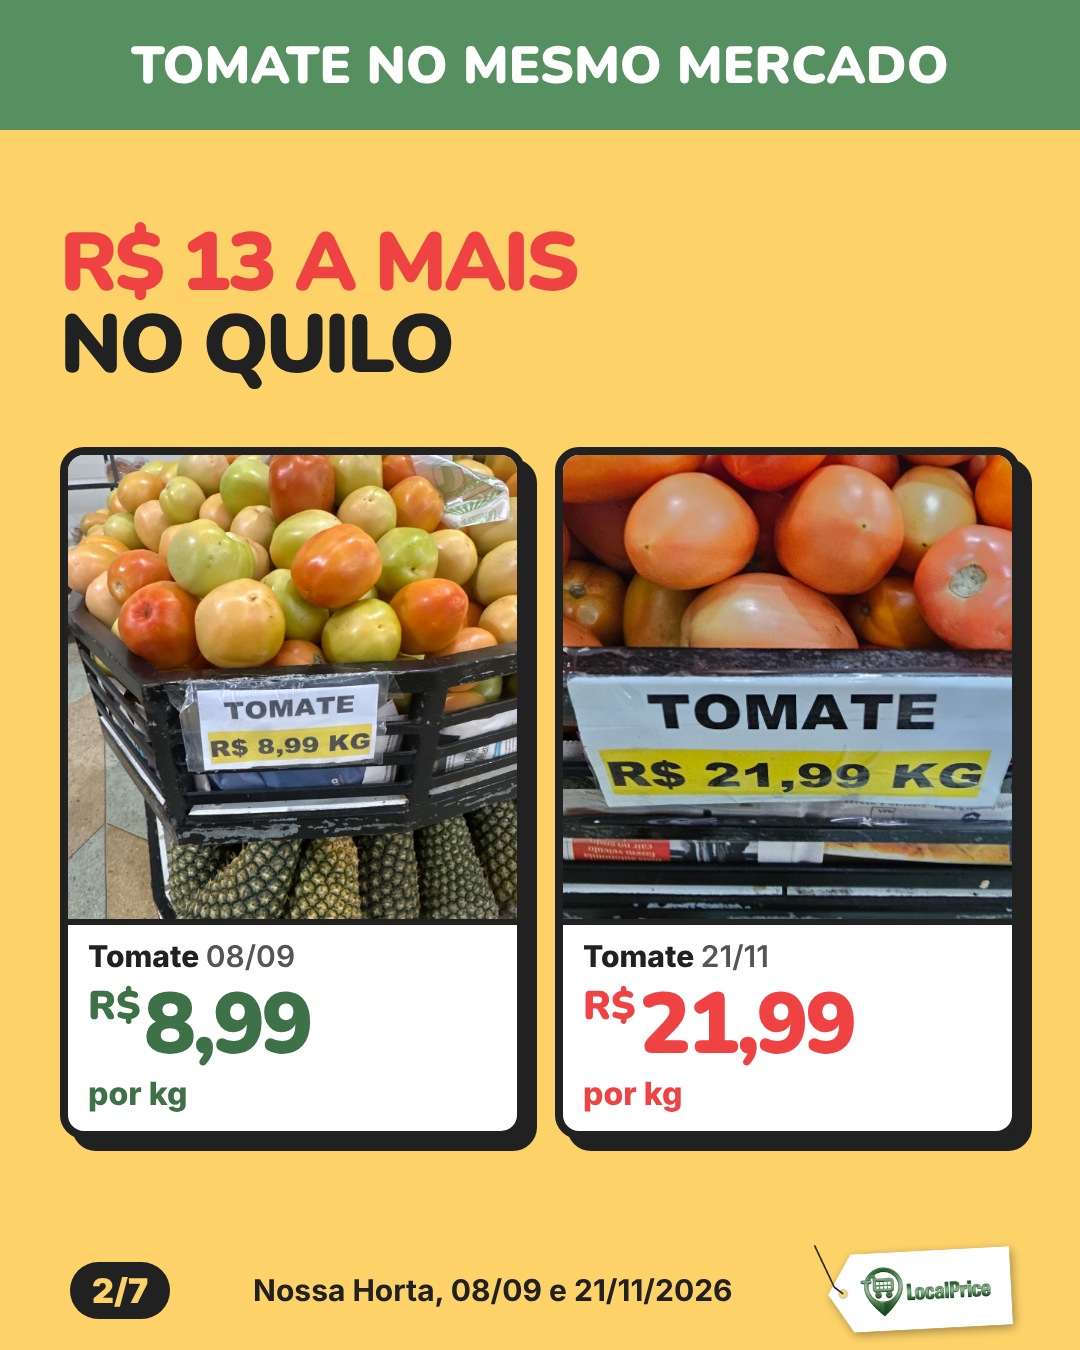 TOMATE NO MESMO MERCADO
R$ 13 A MAIS
NO QUILO
TOMATE
R$ 8,99 KG
TOMATE
R$ 21,99 KG
Tomate 08/09
R$8,99
por kg
Tomate 21/11
R$21,99
por kg
2/7
Nossa Horta, 08/09 e 21/11/2026
LocalPrice